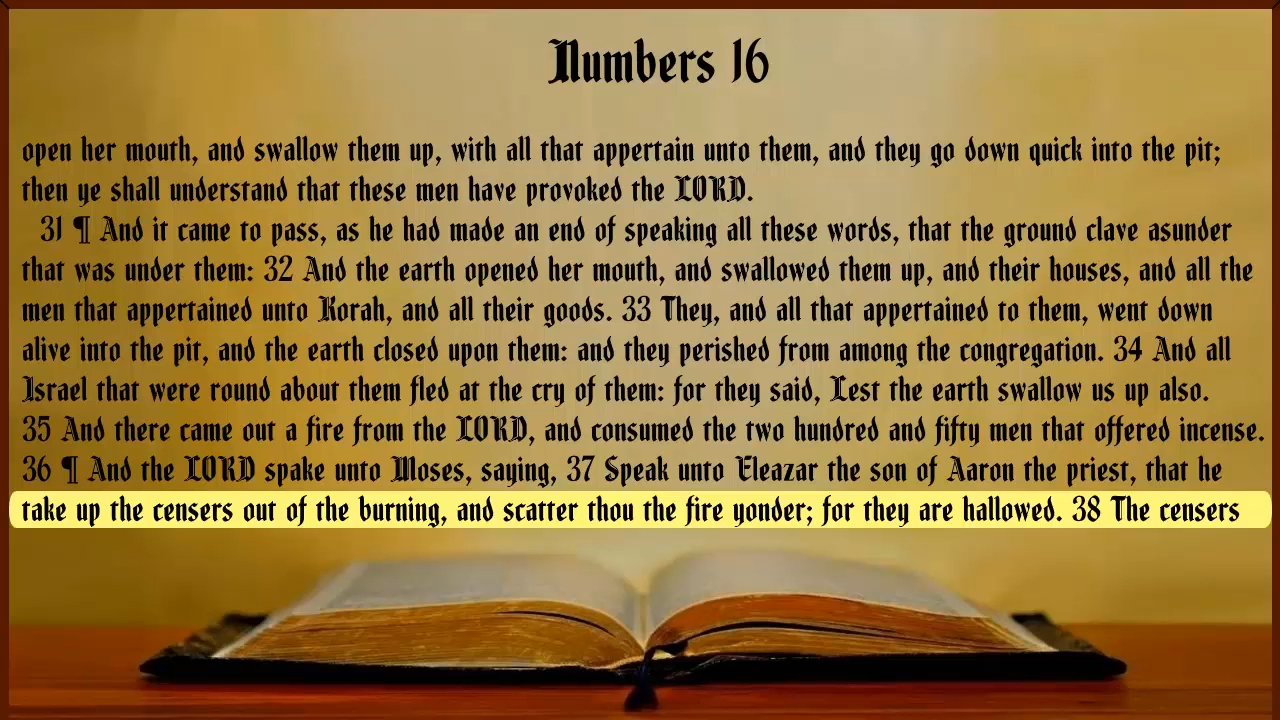 Numbers 16
open her mouth, and swallow them up, with all that appertain unto them, and they go down quick into the pit;
then ye shall understand that these men have provoked the LORD.
31 ¶ And it came to pass, as he had made an end of speaking all these words, that the ground clave asunder
that was under them: 32 And the earth opened her mouth, and swallowed them up, and their houses, and all the
men that appertained unto Korah, and all their goods. 33 They, and all that appertained to them, went down
alive into the pit, and the earth closed upon them: and they perished from among the congregation. 34 And all
Israel that were round about them fled at the cry of them: for they said, Lest the earth swallow us up also.
35 And there came out a fire from the LORD, and consumed the two hundred and fifty men that offered incense.
36 ¶ And the LORD spake unto Moses, saying, 37 Speak unto Eleazar the son of Aaron the priest, that he
take up the censers out of the burning, and scatter thou the fire yonder; for they are hallowed. 38 The censers